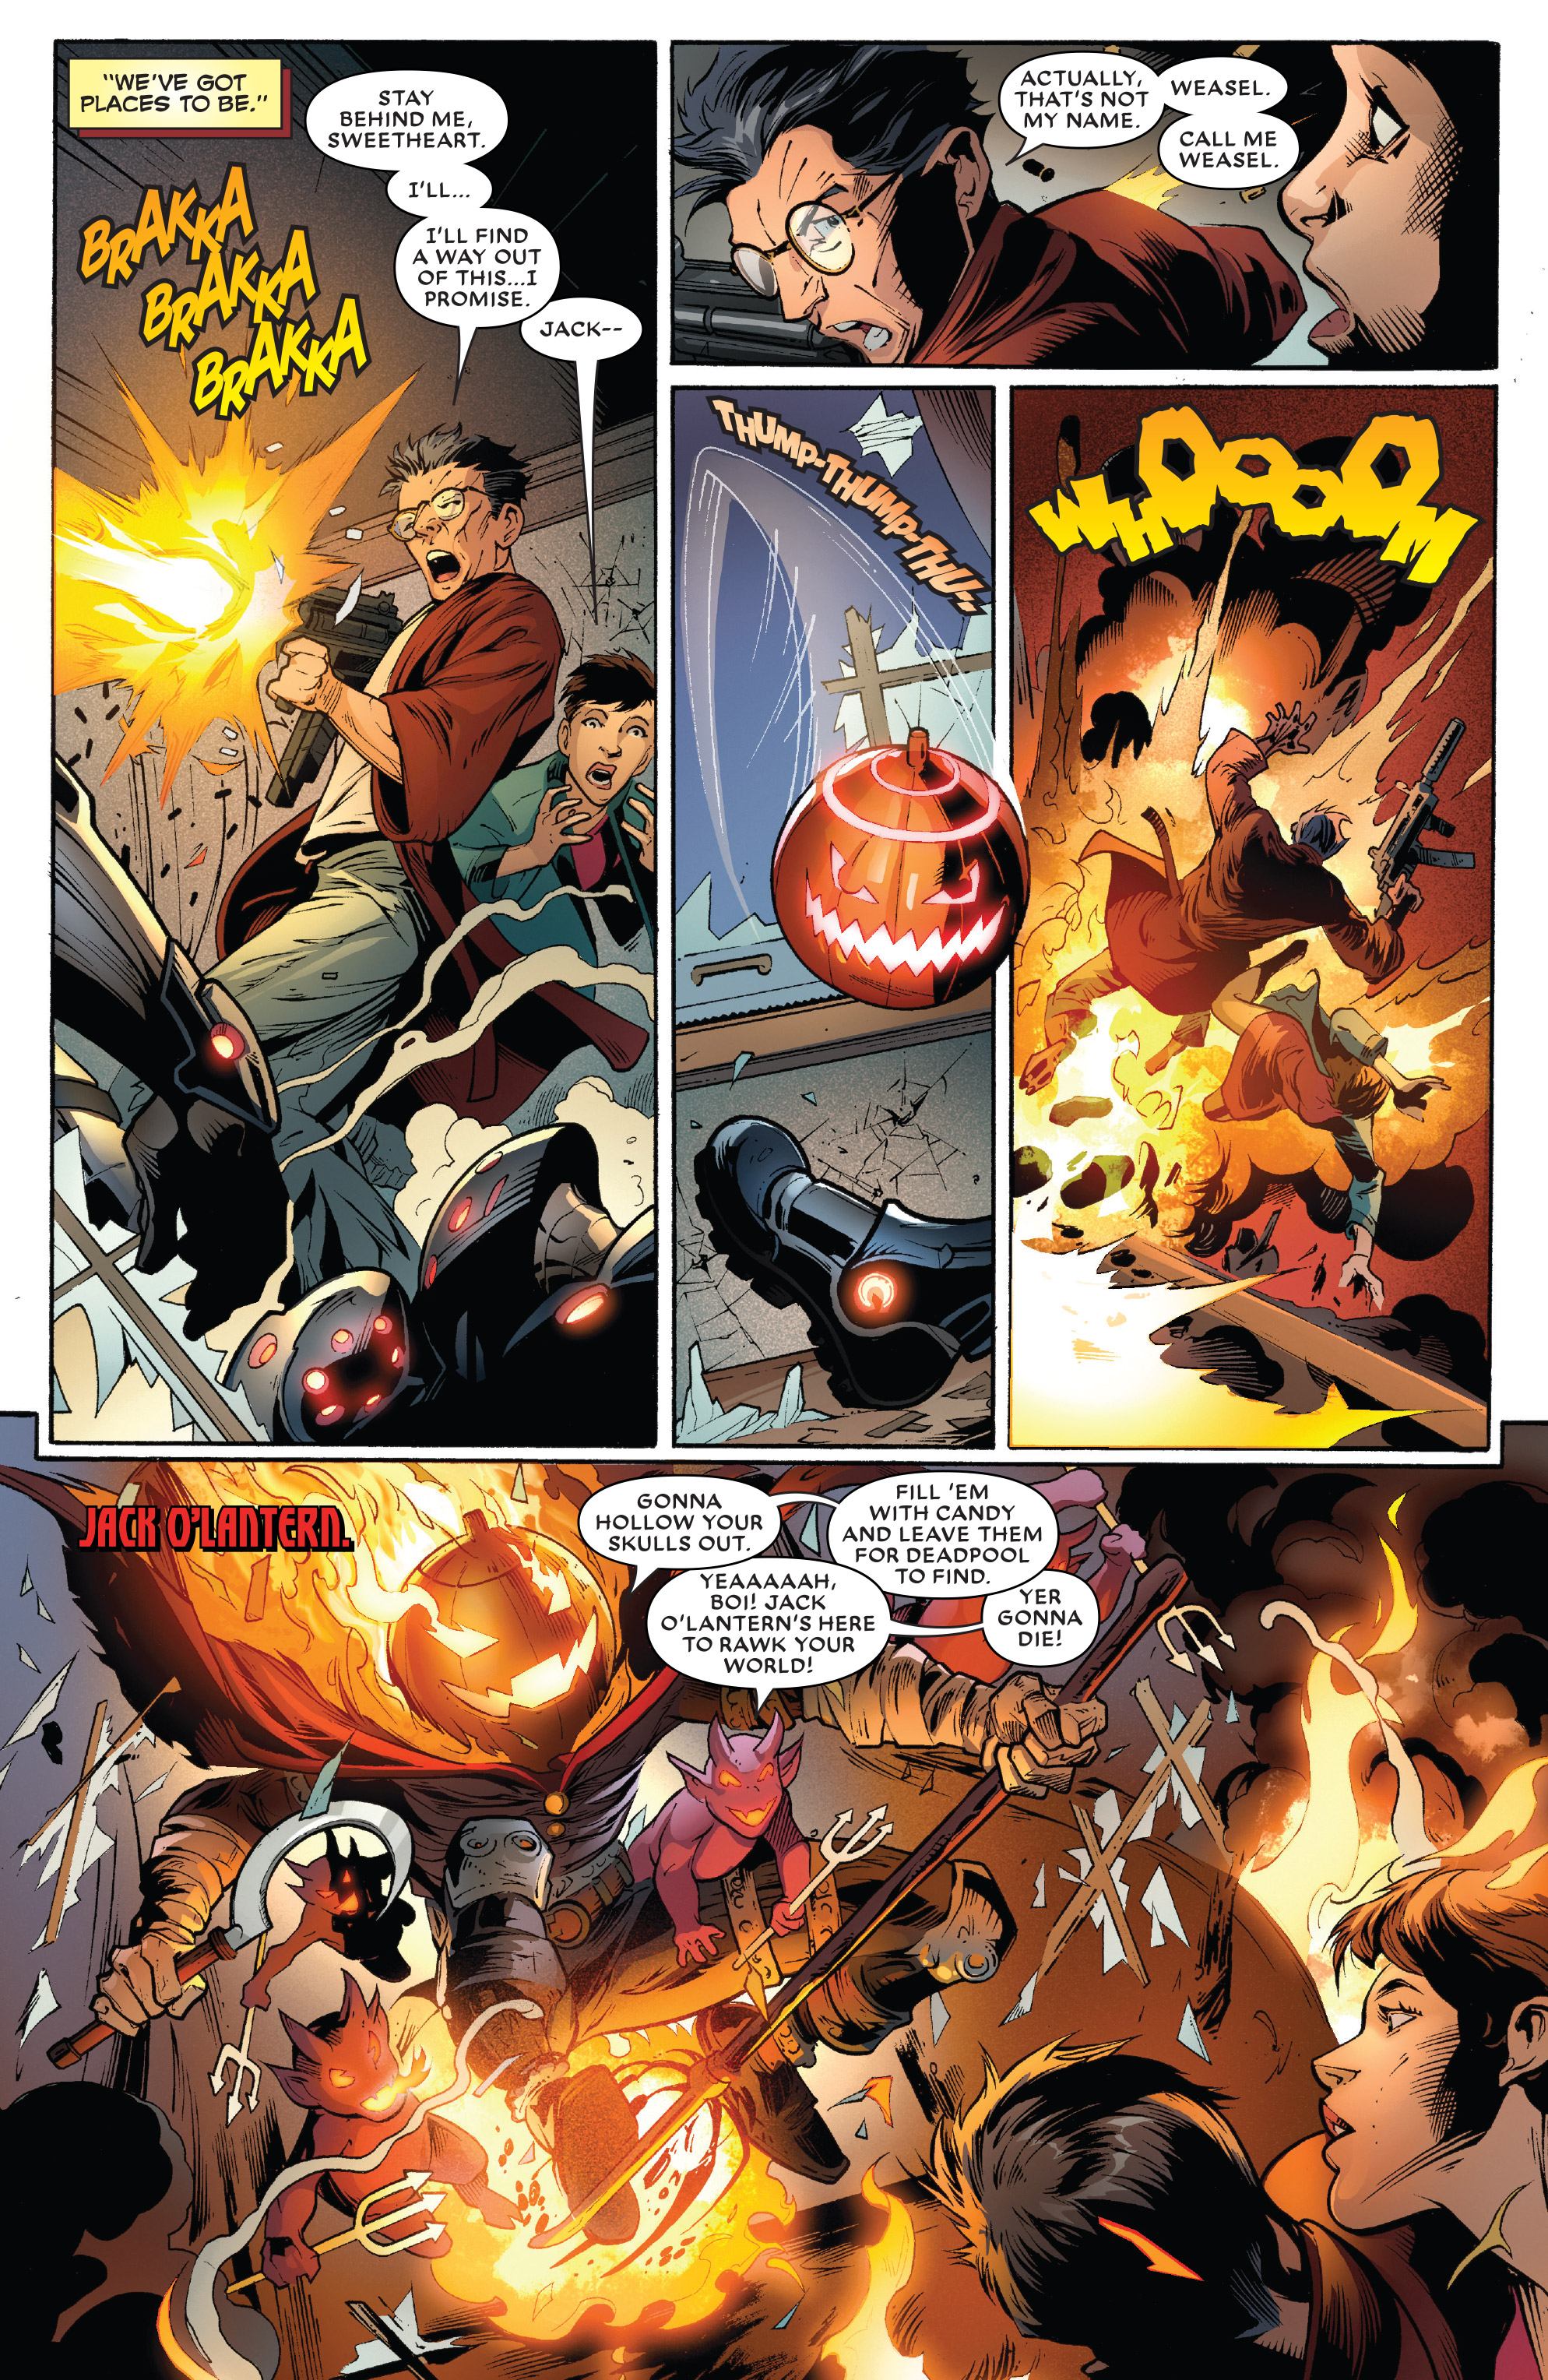 "WE'VE GOT
PLACES TO BE."
STAY
BEHIND ME,
SWEETHEART.
I'LL...
I'LL FIND
A WAY OUT
OF THIS...I
PROMISE.
JACK--
BRAKKA
BRAKKA
BRAKKA
ACTUALLY,
THAT'S NOT
MY NAME.
WEASEL.
CALL ME
WEASEL.
THUMP-THUMP-THU--
WHOOOOOM
JACK O'LANTERN.
GONNA
HOLLOW YOUR
SKULLS OUT.
FILL 'EM
WITH CANDY
AND LEAVE THEM
FOR DEADPOOL
TO FIND.
YEAAAAAH,
BOI! JACK
O'LANTERN'S HERE
TO RAWK YOUR
WORLD!
YER
GONNA
DIE!